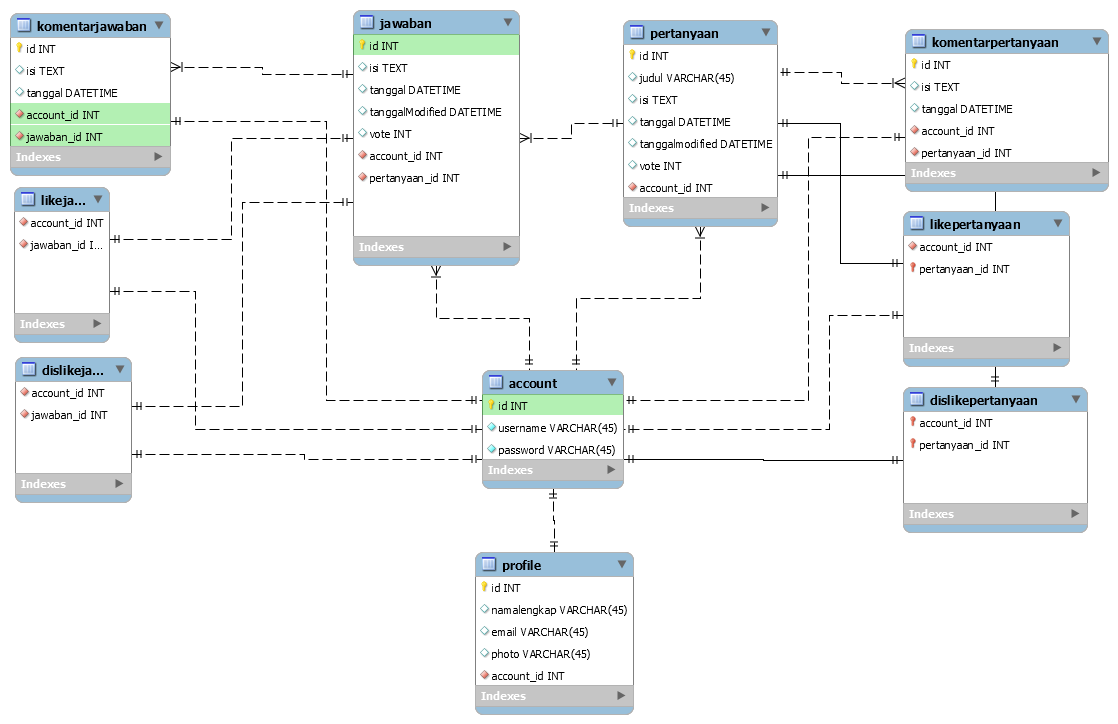 komentarjawaban
id INT
isi TEXT
tanggal DATETIME
account_id INT
jawaban_id INT
Indexes
jawaban
id INT
isi TEXT
tanggal DATETIME
tanggalModified DATETIME
vote INT
account_id INT
pertanyaan_id INT
Indexes
pertanyaan
id INT
judul VARCHAR(45)
isi TEXT
tanggal DATETIME
tanggalmodified DATETIME
vote INT
account_id INT
Indexes
komentarpertanyaan
id INT
isi TEXT
tanggal DATETIME
account_id INT
pertanyaan_id INT
Indexes
likeja...
account_id INT
jawaban_id I...
Indexes
likepertanyaan
account_id INT
pertanyaan_id INT
Indexes
dislikeja...
account_id INT
jawaban_id INT
Indexes
account
id INT
username VARCHAR(45)
password VARCHAR(45)
Indexes
dislikepertanyaan
account_id INT
pertanyaan_id INT
Indexes
profile
id INT
namalengkap VARCHAR(45)
email VARCHAR(45)
photo VARCHAR(45)
account_id INT
Indexes